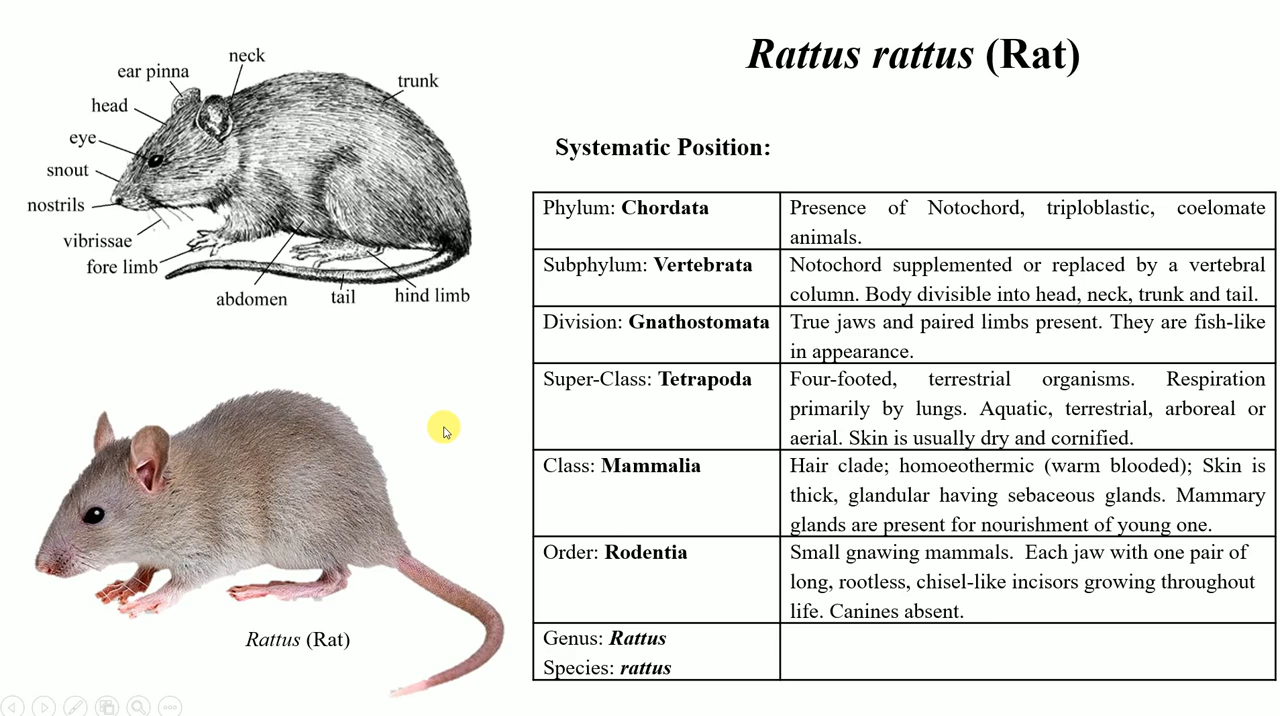 Rattus rattus (Rat)
neck
ear pinna
trunk
head
eye
snout
nostrils
vibrissae
fore limb
abdomen
tail
hind limb
Rattus (Rat)
Systematic Position:
Phylum: Chordata
Presence of Notochord, triploblastic, coelomate
animals.
Subphylum: Vertebrata
Notochord supplemented or replaced by a vertebral
column. Body divisible into head, neck, trunk and tail.
Division: Gnathostomata
True jaws and paired limbs present. They are fish-like
in appearance.
Super-Class: Tetrapoda
Four-footed, terrestrial organisms. Respiration
primarily by lungs. Aquatic, terrestrial, arboreal or
aerial. Skin is usually dry and cornified.
Class: Mammalia
Hair clade; homoeothermic (warm blooded); Skin is
thick, glandular having sebaceous glands. Mammary
glands are present for nourishment of young one.
Order: Rodentia
Small gnawing mammals. Each jaw with one pair of
long, rootless, chisel-like incisors growing throughout
life. Canines absent.
Genus: Rattus
Species: rattus